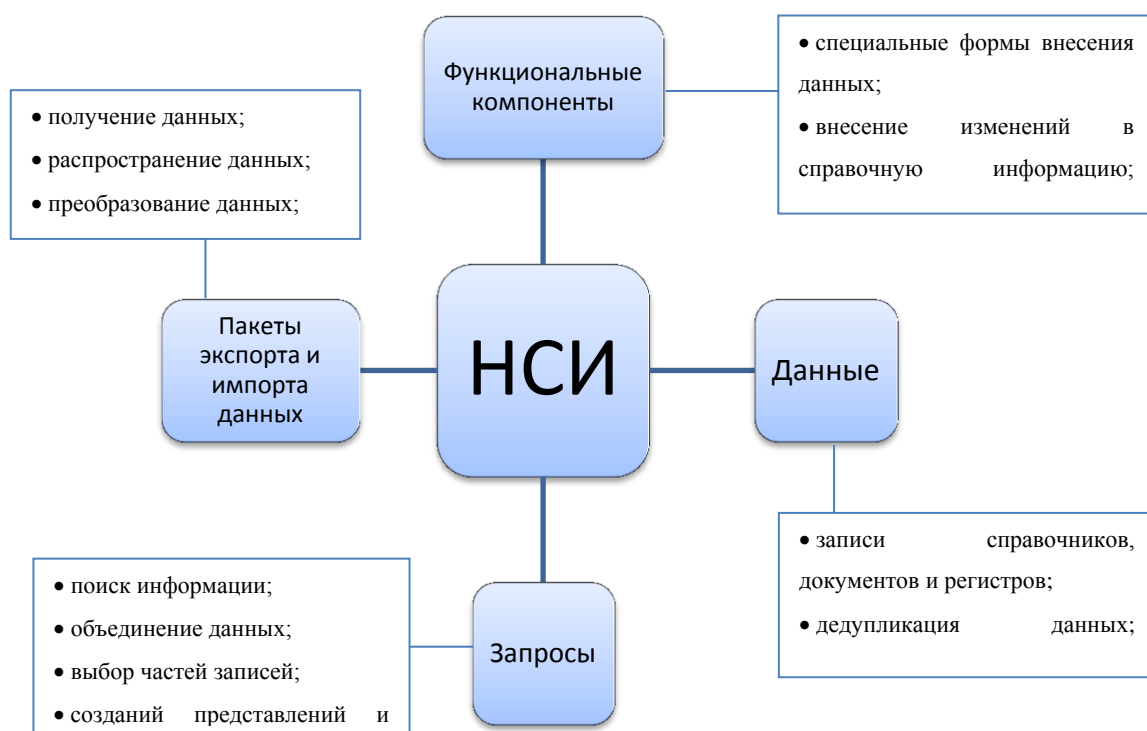 Функциональные
компоненты
• специальные формы внесения
данных;
• внесение изменений в
справочную информацию;
• получение данных;
• распространение данных;
• преобразование данных;
Пакеты
экспорта и
импорта
данных
НСИ
Данные
• записи справочников,
документов и регистров;
• дедупликация данных;
• поиск информации;
• объединение данных;
• выбор частей записей;
• созданий представлений и
Запросы